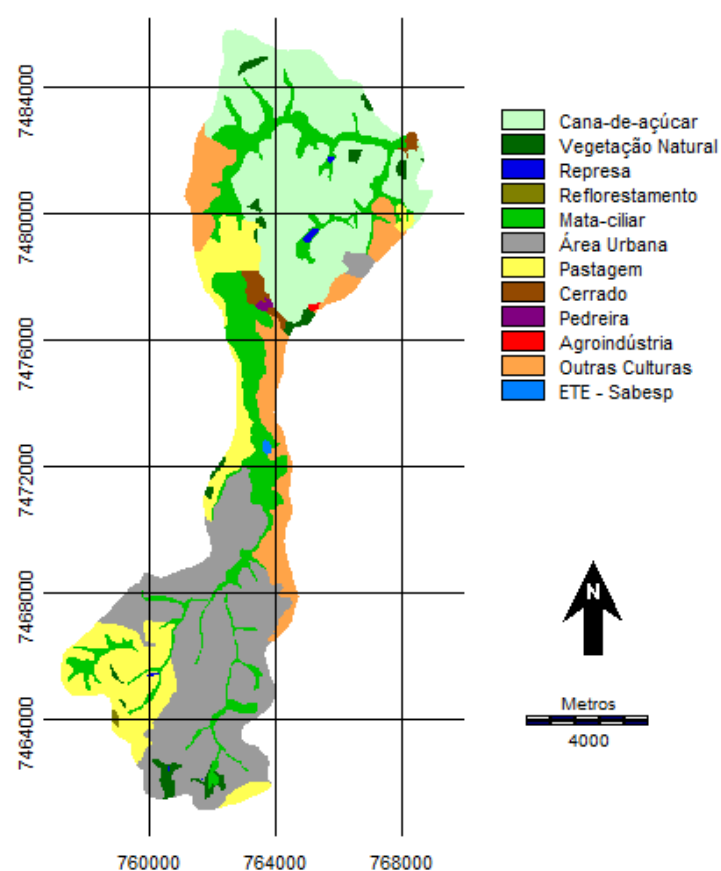 7484000
7480000
7476000
7472000
7468000
7464000
760000 764000 768000
Cana-de-açúcar
Vegetação Natural
Represa
Reflorestamento
Mata-ciliar
Área Urbana
Pastagem
Cerrado
Pedreira
Agroindústria
Outras Culturas
ETE - Sabesp
N
Metros
4000